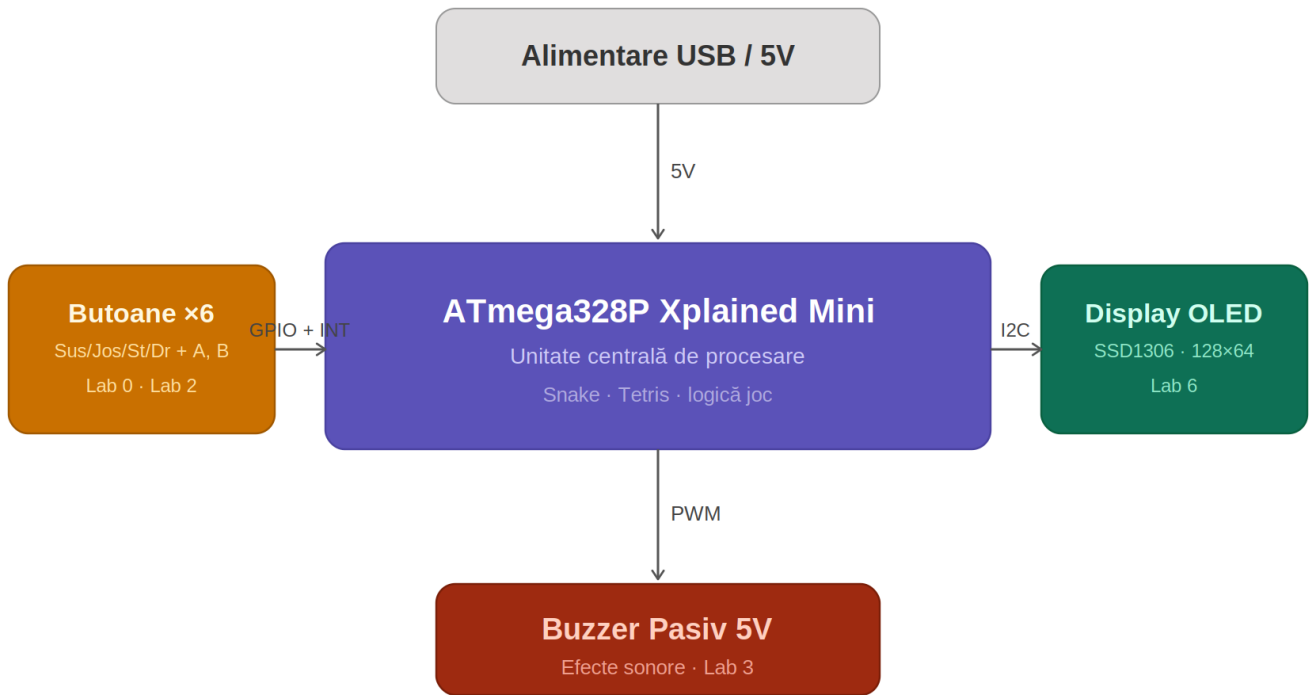 Alimentare USB / 5V
5V
Butoane ×6
Sus/Jos/St/Dr + A, B
Lab 0 · Lab 2
GPIO + INT
ATmega328P Xplained Mini
Unitate centrală de procesare
Snake · Tetris · logică joc
I2C
Display OLED
SSD1306 · 128×64
Lab 6
PWM
Buzzer Pasiv 5V
Efecte sonore · Lab 3